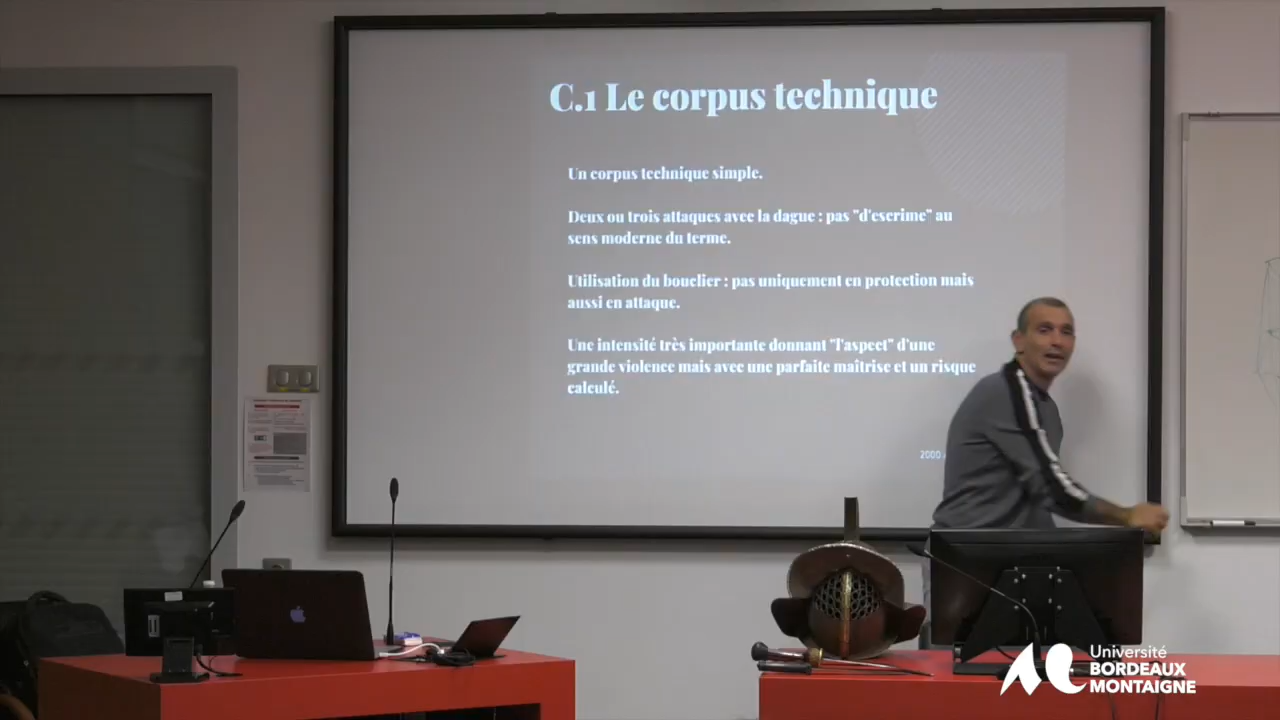 C.1 Le corpus technique
Un corpus technique simple.
Deux ou trois attaques avec la dague : pas "d'escrime" au
sens moderne du terme.
Utilisation du bouclier : pas uniquement en protection mais
aussi en attaque.
Une intensité très importante donnant "l'aspect" d'une
grande violence mais avec une parfaite maîtrise et un risque
calculé.
2000
Université
BORDEAUX
MONTAIGNE